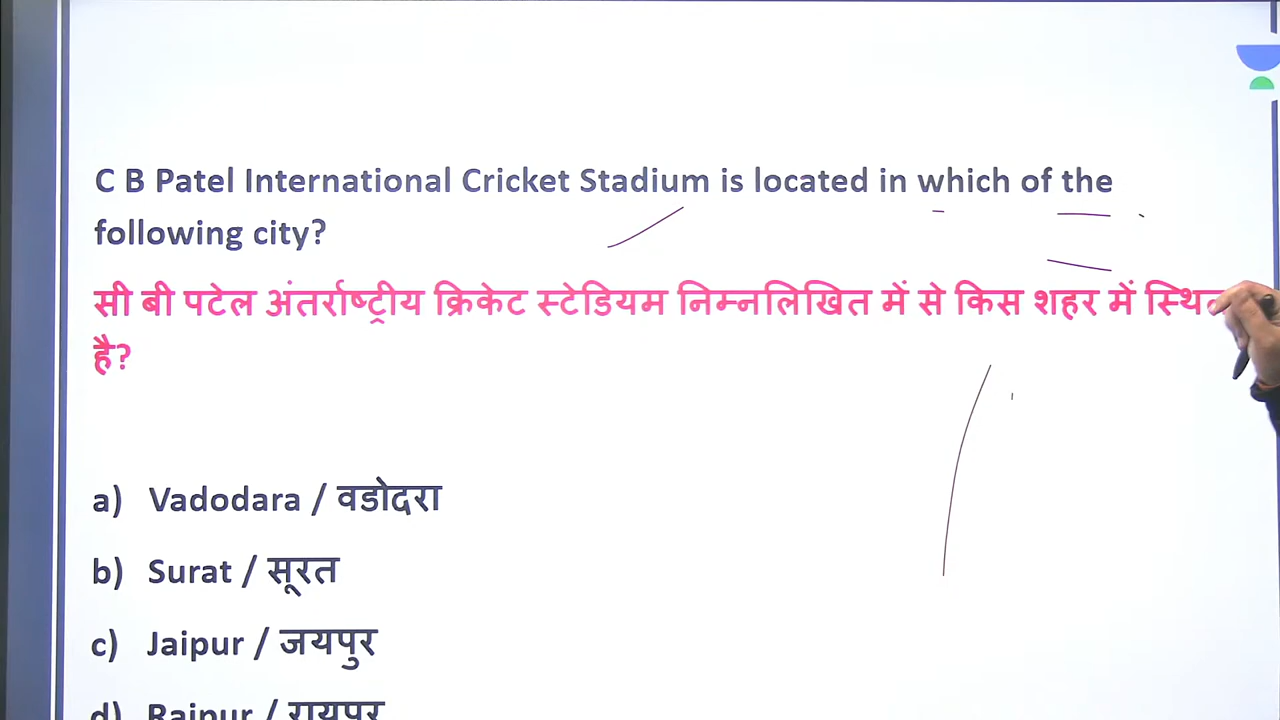 C B Patel International Cricket Stadium is located in which of the
following city?
सी बी पटेल अंतर्राष्ट्रीय क्रिकेट स्टेडियम निम्नलिखित में से किस शहर में स्थित
है?
a) Vadodara / वडोदरा
b) Surat / सूरत
c) Jaipur / जयपुर
d) Raipur / रायपुर